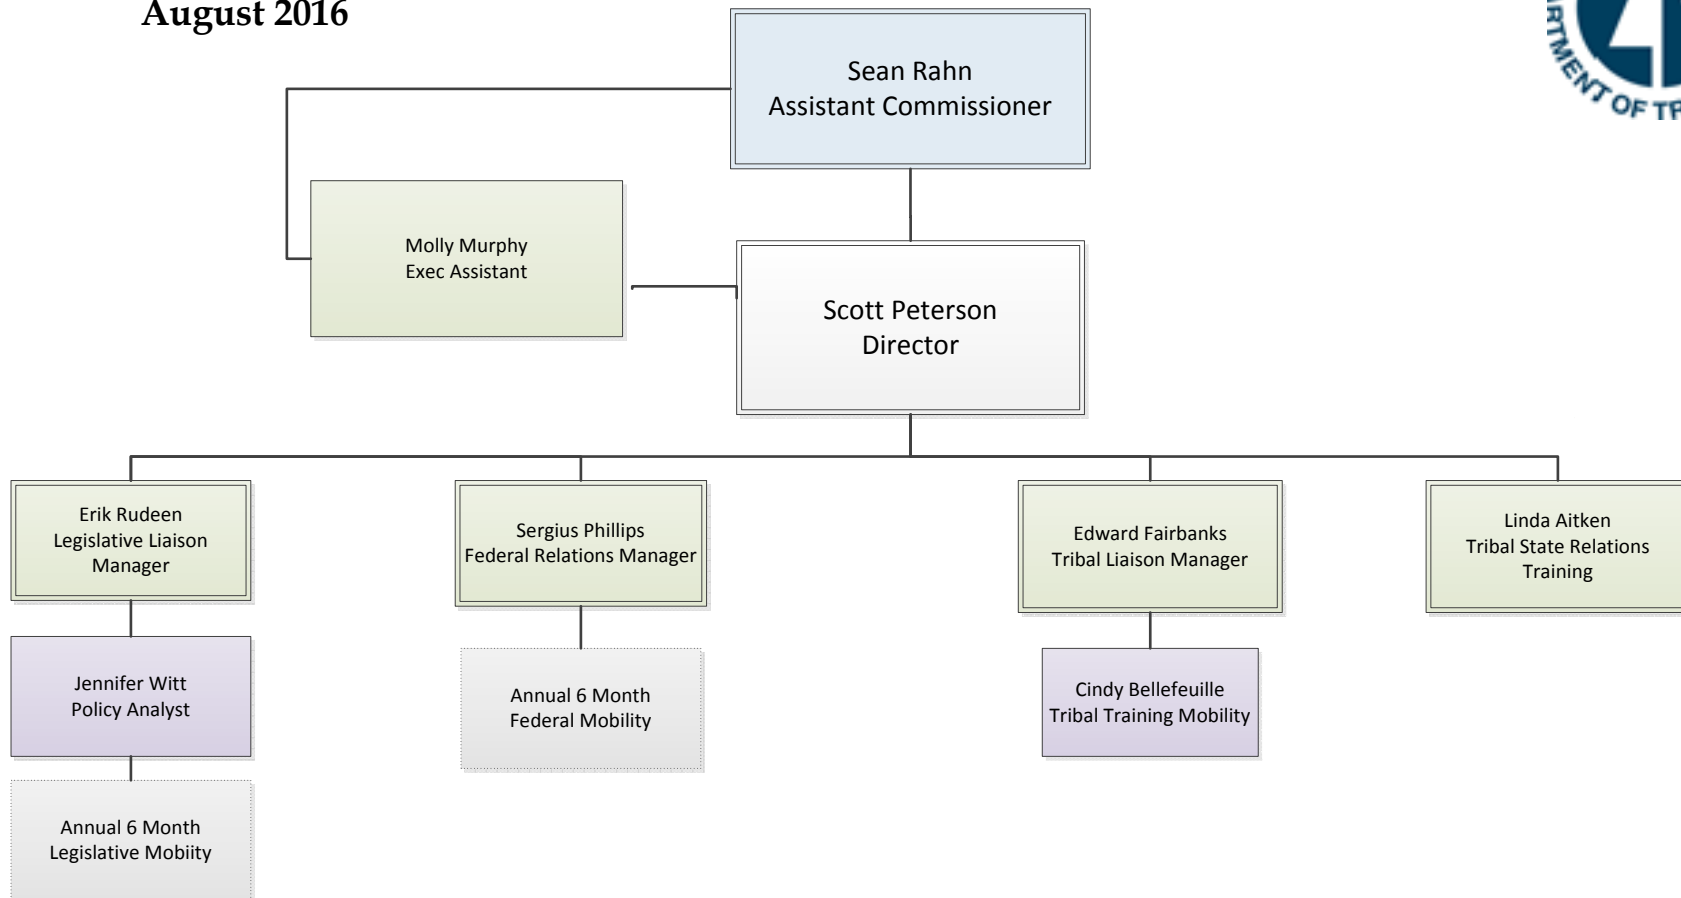 August 2016
Sean Rahn
Assistant Commissioner
Molly Murphy
Exec Assistant
Scott Peterson
Director
Erik Rudeen
Legislative Liaison
Manager
Sergius Phillips
Federal Relations Manager
Edward Fairbanks
Tribal Liaison Manager
Linda Aitken
Tribal State Relations
Training
Jennifer Witt
Policy Analyst
Annual 6 Month
Federal Mobility
Cindy Bellefeuille
Tribal Training Mobility
Annual 6 Month
Legislative Mobiity
OF